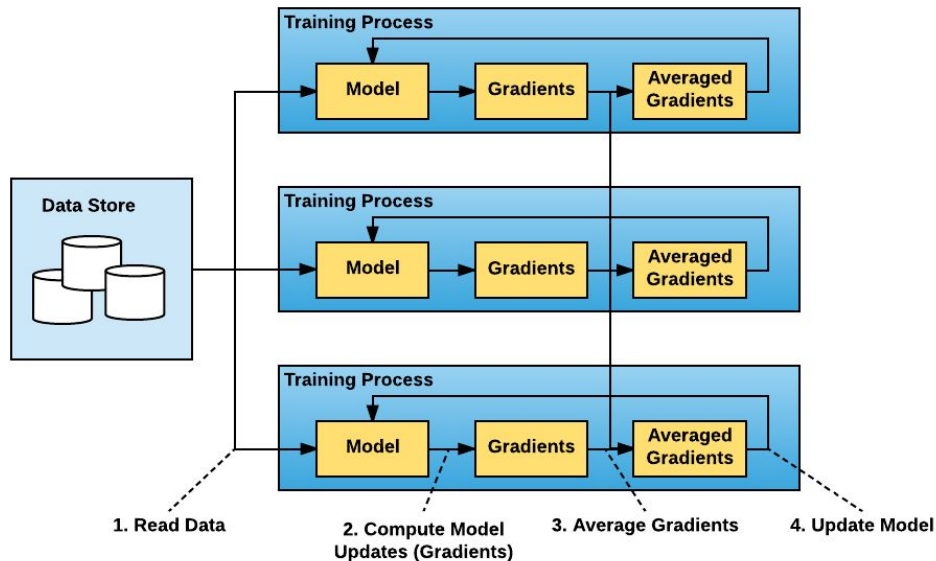 Training Process
Model
Gradients
Averaged
Gradients
Data Store
Training Process
Model
Gradients
Averaged
Gradients
Training Process
Model
Gradients
Averaged
Gradients
1. Read Data
2. Compute Model
Updates (Gradients)
3. Average Gradients
4. Update Model